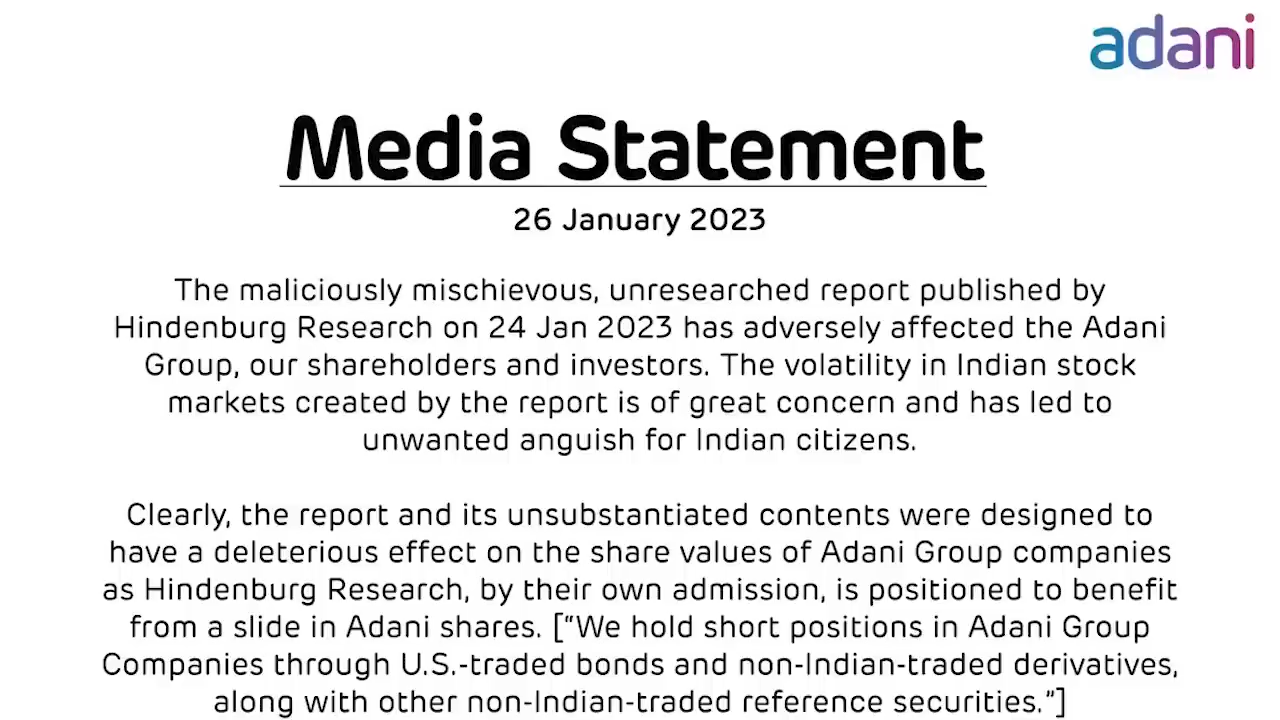 adani
Media Statement
26 January 2023
The maliciously mischievous, unresearched report published by
Hindenburg Research on 24 Jan 2023 has adversely affected the Adani
Group, our shareholders and investors. The volatility in Indian stock
markets created by the report is of great concern and has led to
unwanted anguish for Indian citizens.
Clearly, the report and its unsubstantiated contents were designed to
have a deleterious effect on the share values of Adani Group companies
as Hindenburg Research, by their own admission, is positioned to benefit
from a slide in Adani shares. ["We hold short positions in Adani Group
Companies through U.S.-traded bonds and non-Indian-traded derivatives,
along with other non-Indian-traded reference securities."]